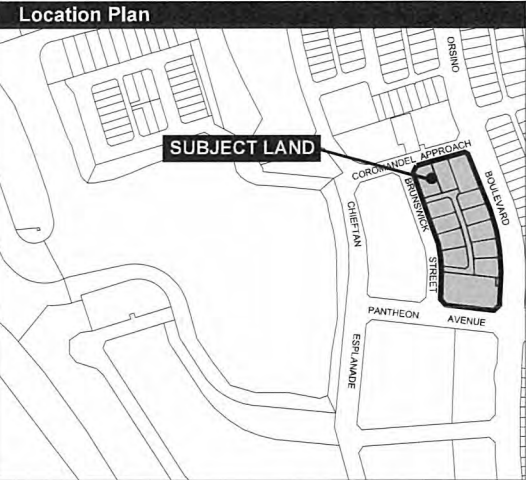 Location Plan
ORSINO
SUBJECT LAND
COROMANDEL APPROACH
BOULEVARD
BRUNSWICK
STREET
CHIEFTAN
PANTHEON AVENUE
ESPLANADE